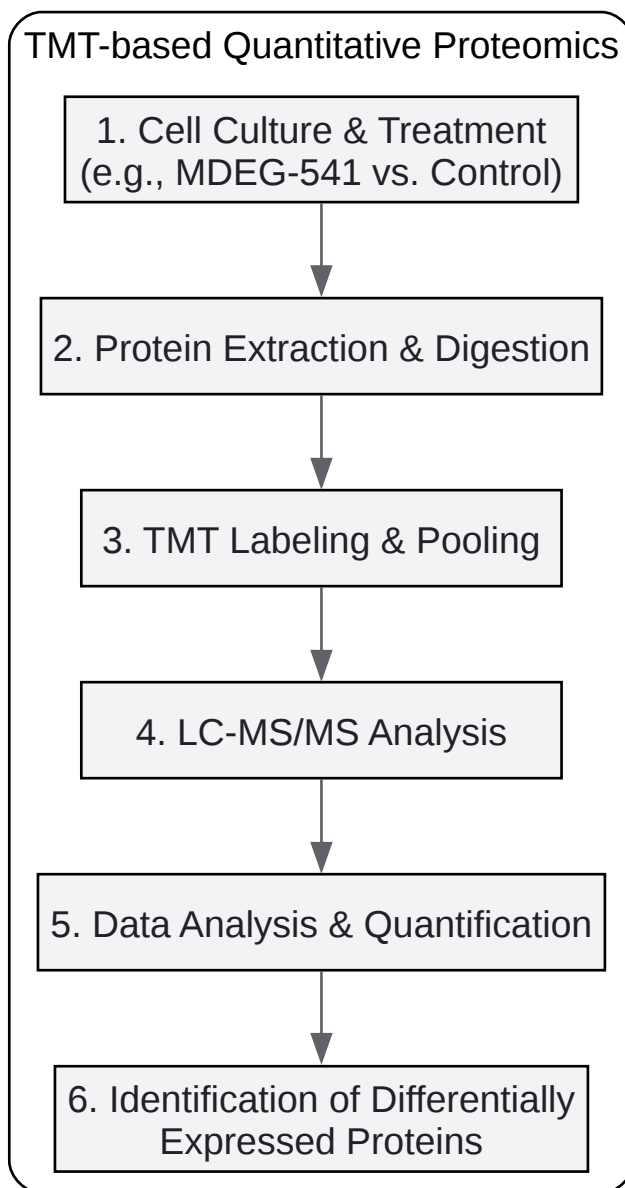 TMT-based Quantitative Proteomics
1. Cell Culture & Treatment
(e.g., MDEG-541 vs. Control)
2. Protein Extraction & Digestion
3. TMT Labeling & Pooling
4. LC-MS/MS Analysis
5. Data Analysis & Quantification
6. Identification of Differentially
Expressed Proteins